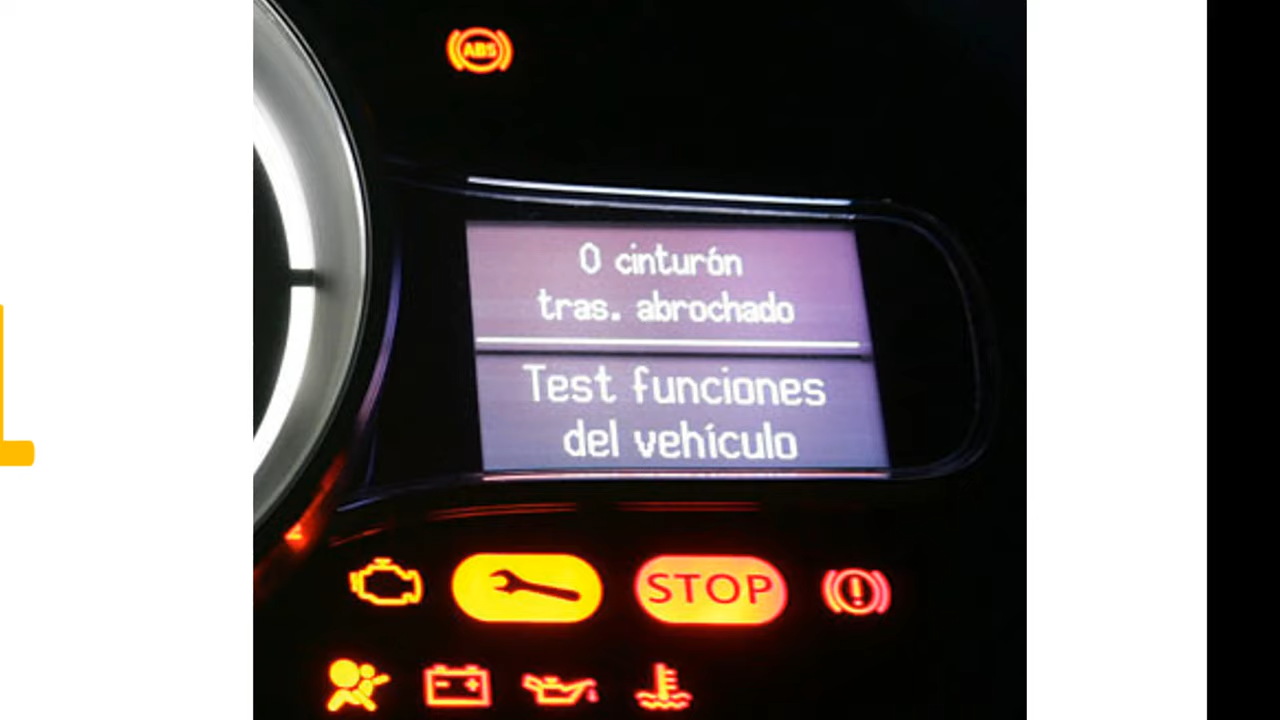 ABS
0 cinturón
tras. abrochado
Test funciones
del vehículo
STOP